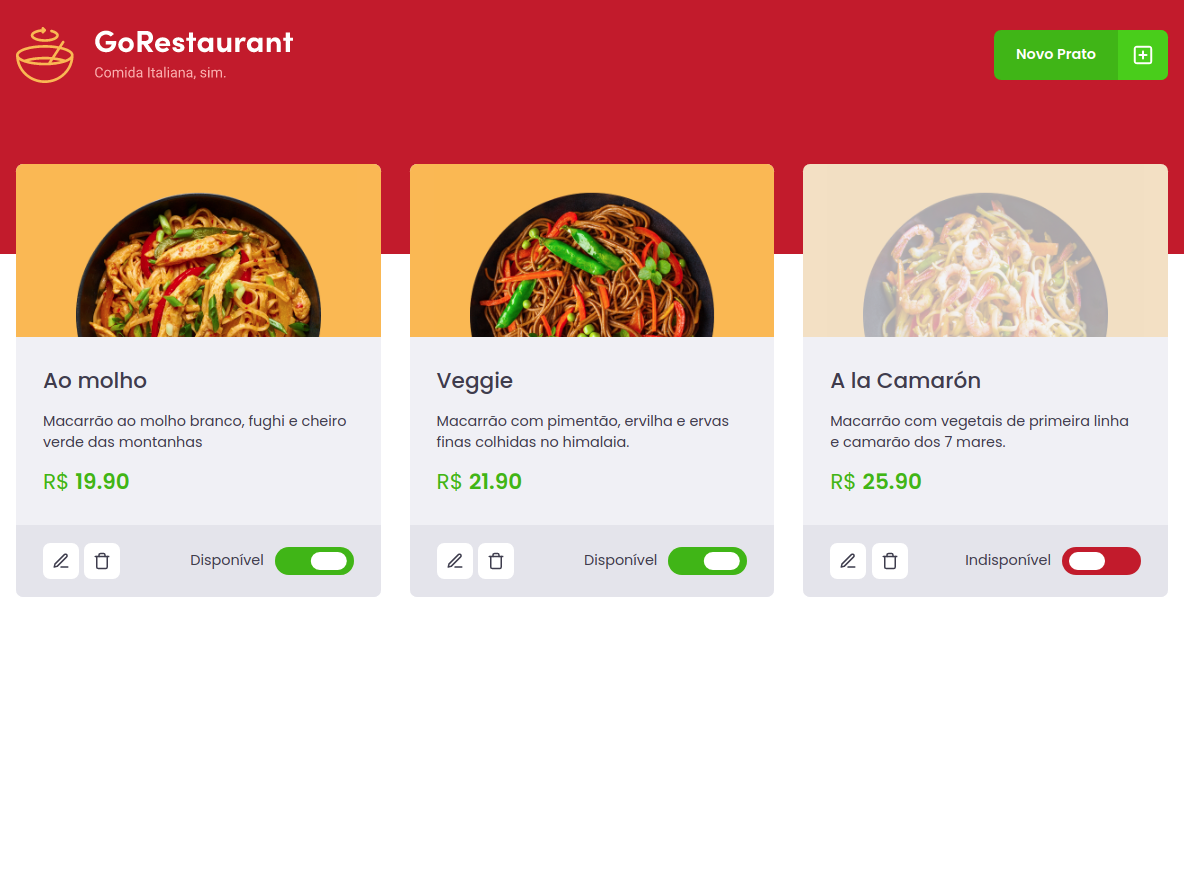 GoRestaurant
Comida Italiana, sim.
Novo Prato
Ao molho
Macarrão ao molho branco, fughi e cheiro
verde das montanhas
R$ 19.90
Disponível
Veggie
Macarrão com pimentão, ervilha e ervas
finas colhidas no himalaia.
R$ 21.90
Disponível
A la Camarón
Macarrão com vegetais de primeira linha
e camarão dos 7 mares.
R$ 25.90
Indisponível